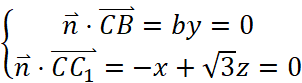 n⃗ · CB⃗ = by = 0
n⃗ · CC₁⃗ = −x + √3z = 0